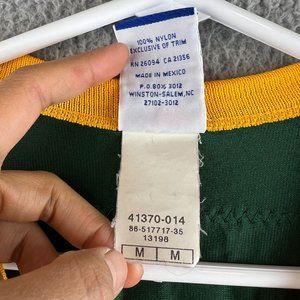 100% NYLON
EXCLUSIVE OF TRIM
RN 26094 CA 21356
MADE IN MEXICO
P.O.BOX 3012
WINSTON-SALEM, NC
27102-3012
41370-014
86-517717-35
13198
M M